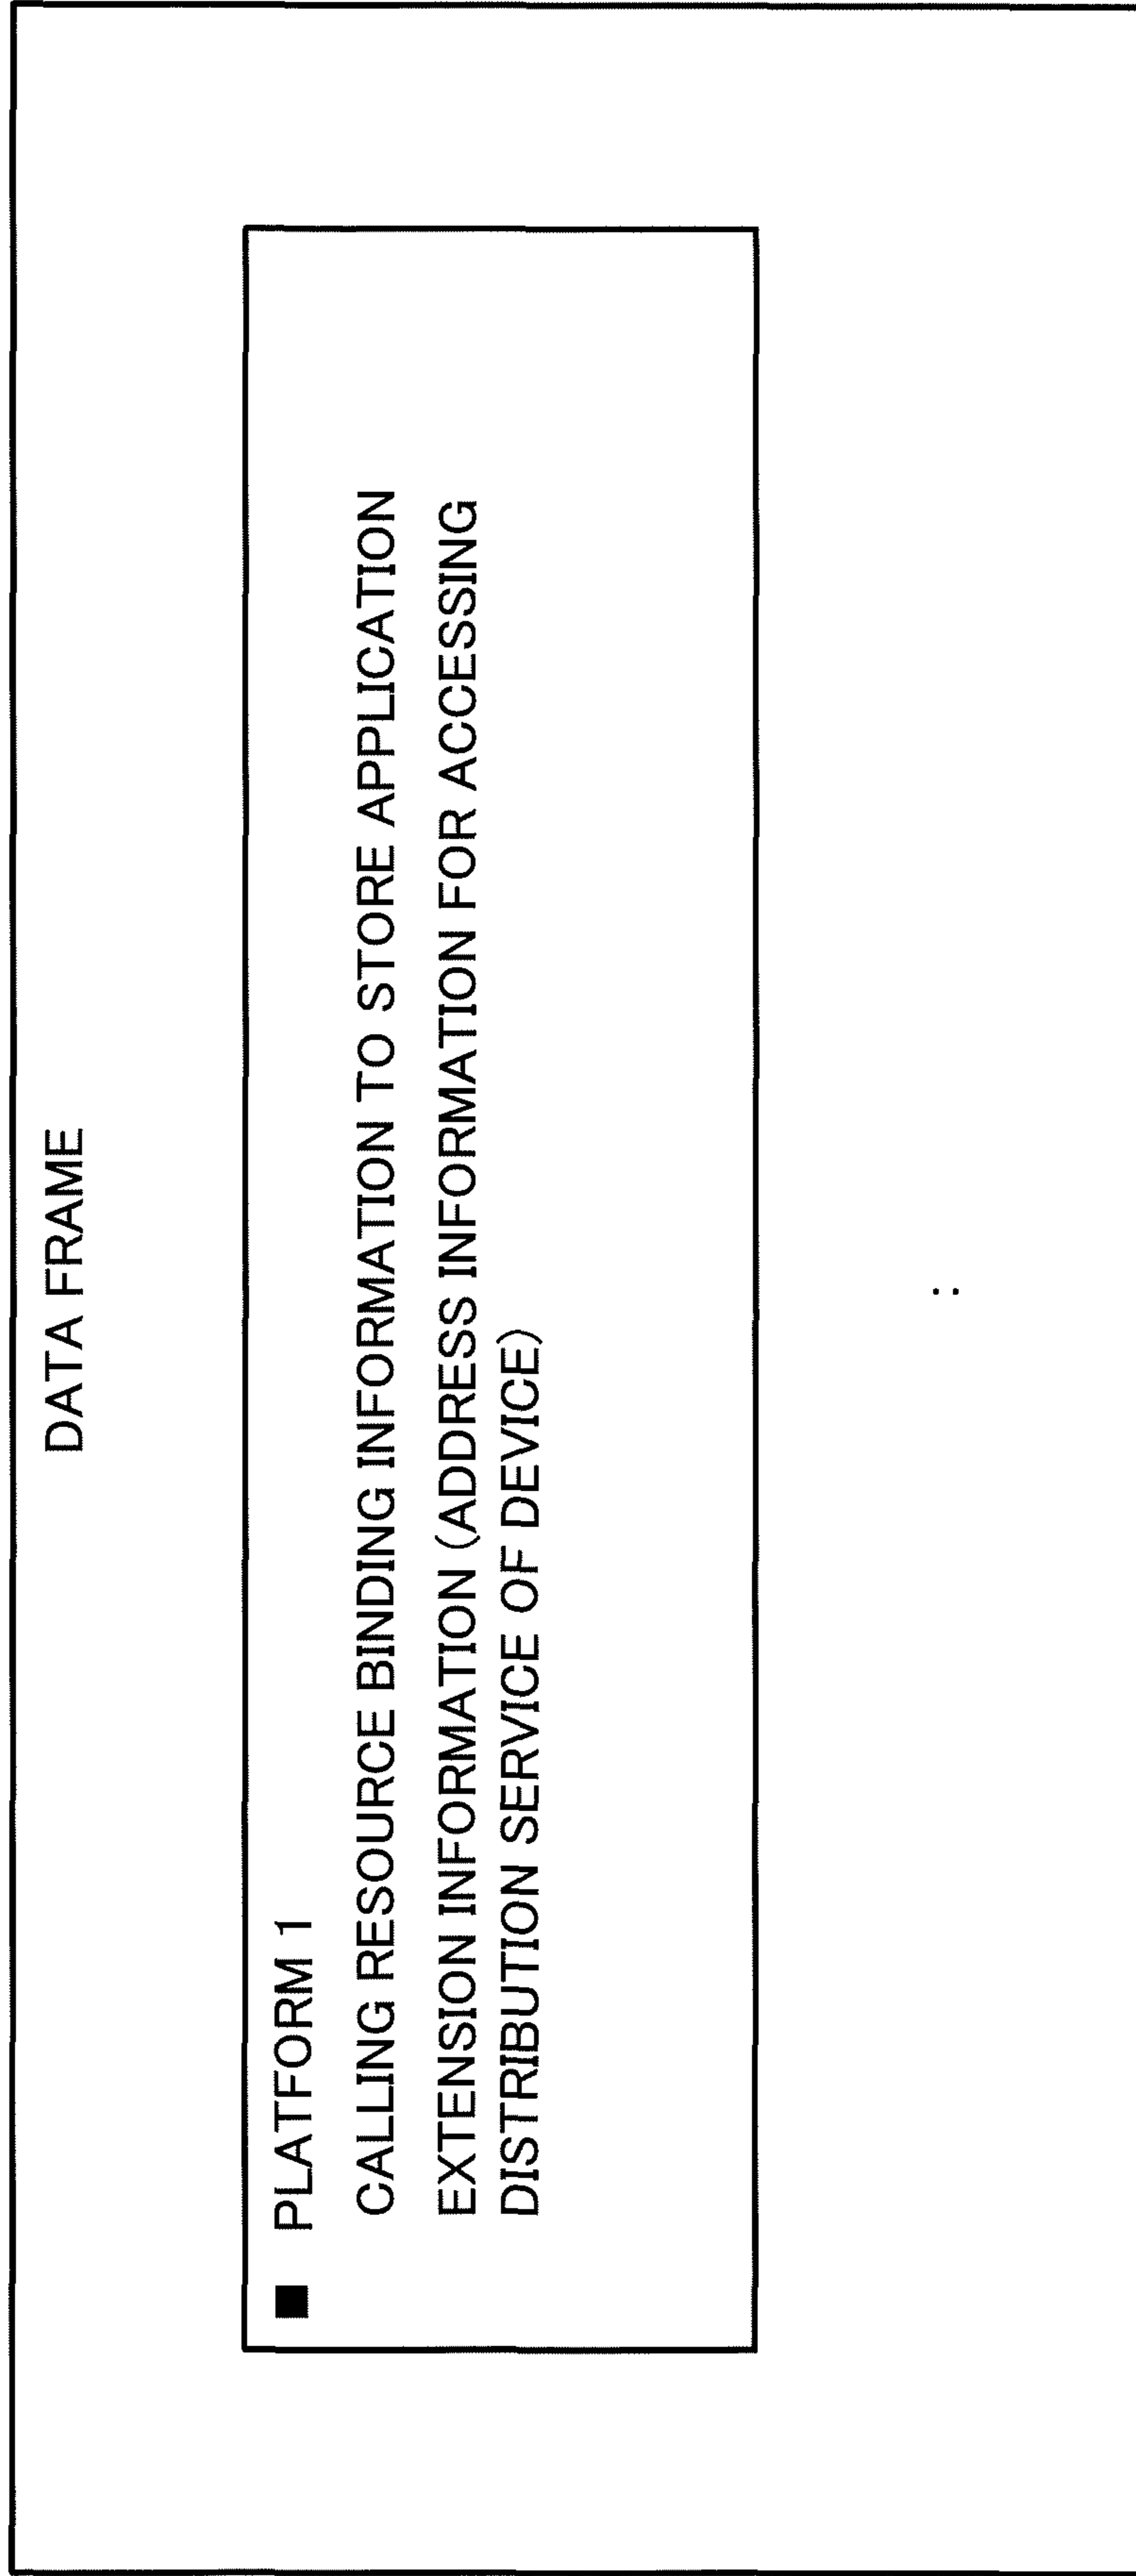 DATA FRAME
■ PLATFORM 1
CALLING RESOURCE BINDING INFORMATION TO STORE APPLICATION
EXTENSION INFORMATION (ADDRESS INFORMATION FOR ACCESSING
DISTRIBUTION SERVICE OF DEVICE)
: